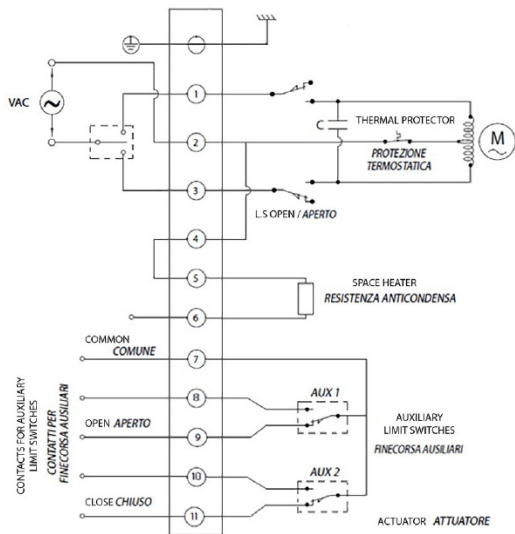 VAC
1
2
3
4
5
6
7
8
9
10
11
C
THERMAL PROTECTOR
M
PROTEZIONE
TERMOSTATICA
L.S OPEN / APERTO
SPACE HEATER
RESISTENZA ANTICONDENSA
COMMON
COMUNE
CONTACTS FOR AUXILIARY
LIMIT SWITCHES
CONTATTI PER
FINECORSA AUSILIARI
OPEN APERTO
CLOSE CHIUSO
AUX 1
AUX 2
AUXILIARY
LIMIT SWITCHES
FINECORSA AUSILIARI
ACTUATOR ATTUATORE